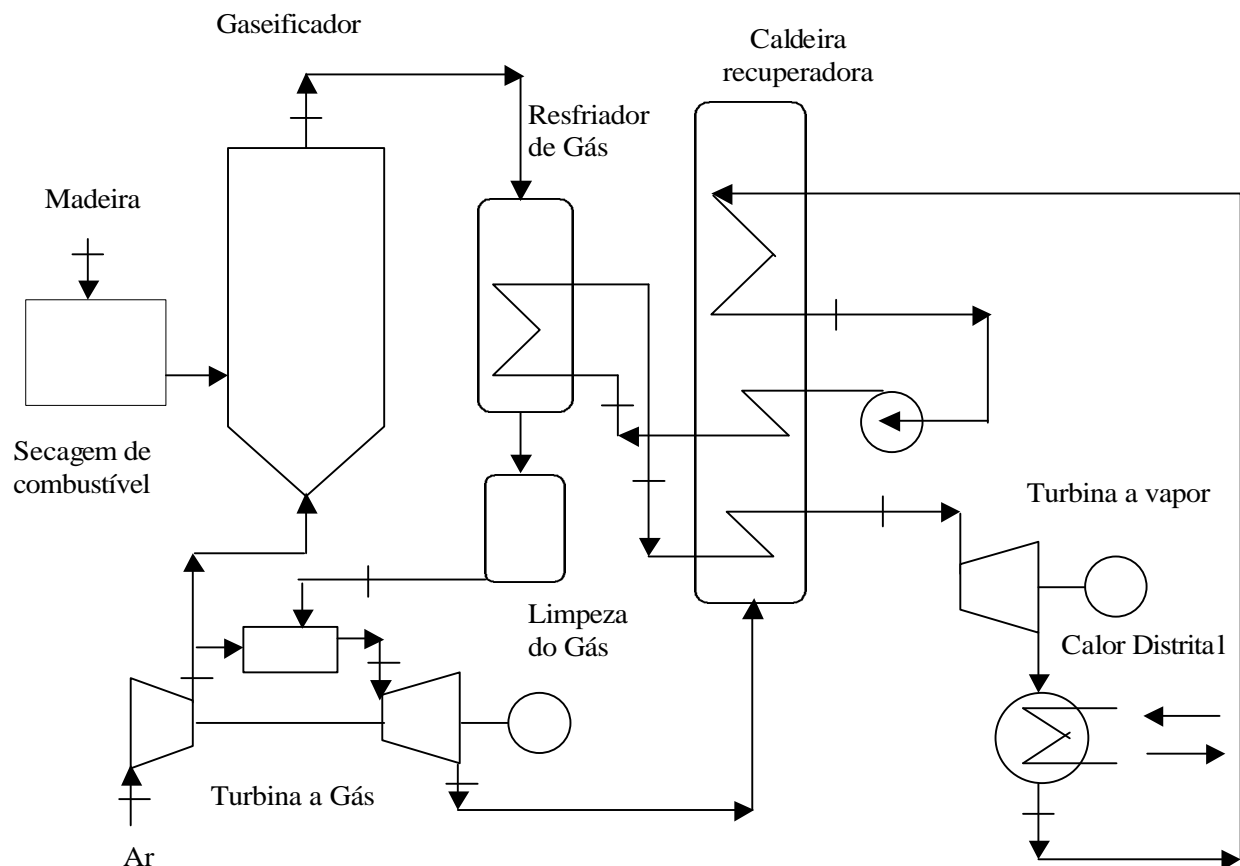 Gaseificador
Caldeira
recuperadora
Resfriador
de Gás
Madeira
Secagem de
combustível
Turbina a vapor
Limpeza
do Gás
Calor Distrital
Turbina a Gás
Ar